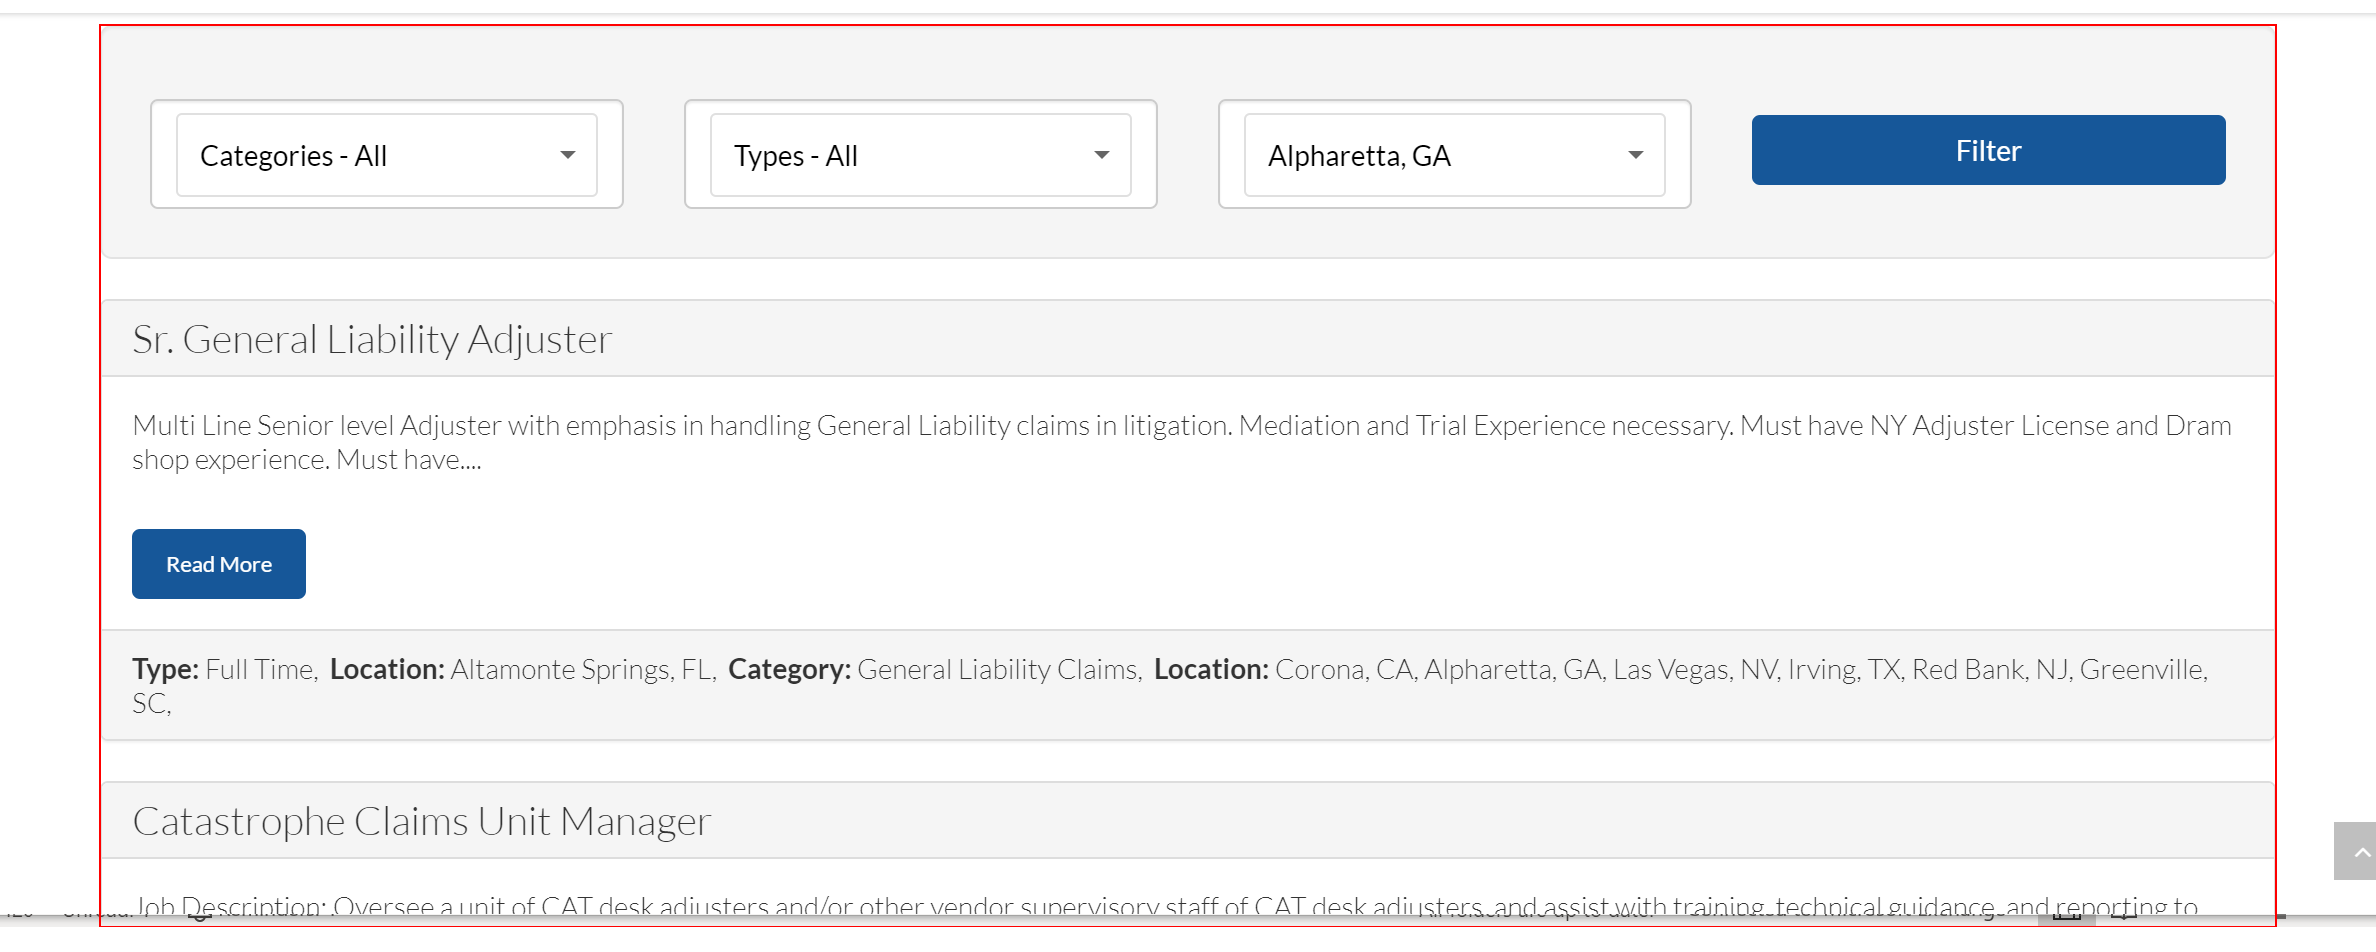 Categories - All
Types - All
Alpharetta, GA
Filter
Sr. General Liability Adjuster
Multi Line Senior level Adjuster with emphasis in handling General Liability claims in litigation. Mediation and Trial Experience necessary. Must have NY Adjuster License and Dram
shop experience. Must have....
Read More
Type: Full Time, Location: Altamonte Springs, FL, Category: General Liability Claims, Location: Corona, CA, Alpharetta, GA, Las Vegas, NV, Irving, TX, Red Bank, NJ, Greenville,
SC,
Catastrophe Claims Unit Manager
Job Description: Oversee a unit of CAT desk adjusters and/or other vendor supervisory staff of CAT desk adjusters, and assist with training, technical guidance, and reporting to